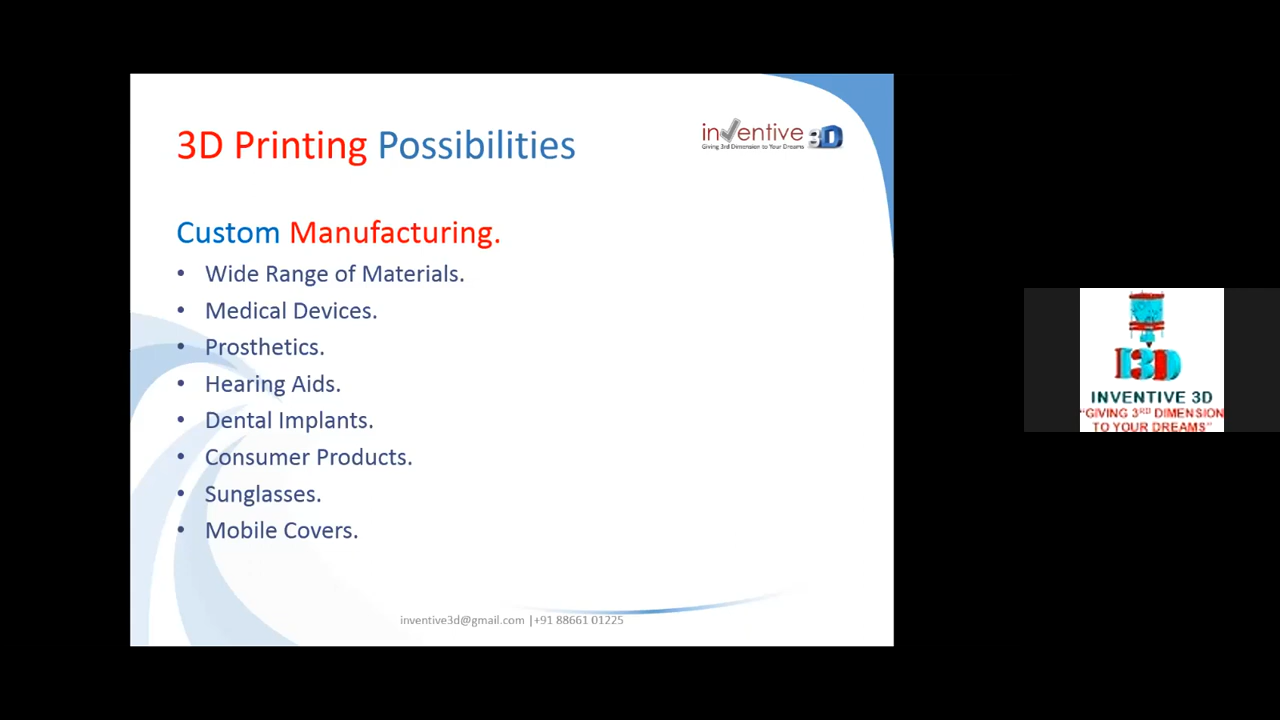 3D Printing Possibilities
inventive 3D
Giving 3rd Dimension to Your Dreams
Custom Manufacturing.
• Wide Range of Materials.
• Medical Devices.
• Prosthetics.
• Hearing Aids.
• Dental Implants.
• Consumer Products.
• Sunglasses.
• Mobile Covers.
inventive3d@gmail.com |+91 88661 01225
I3D
INVENTIVE 3D
"GIVING 3RD DIMENSION
TO YOUR DREAMS"